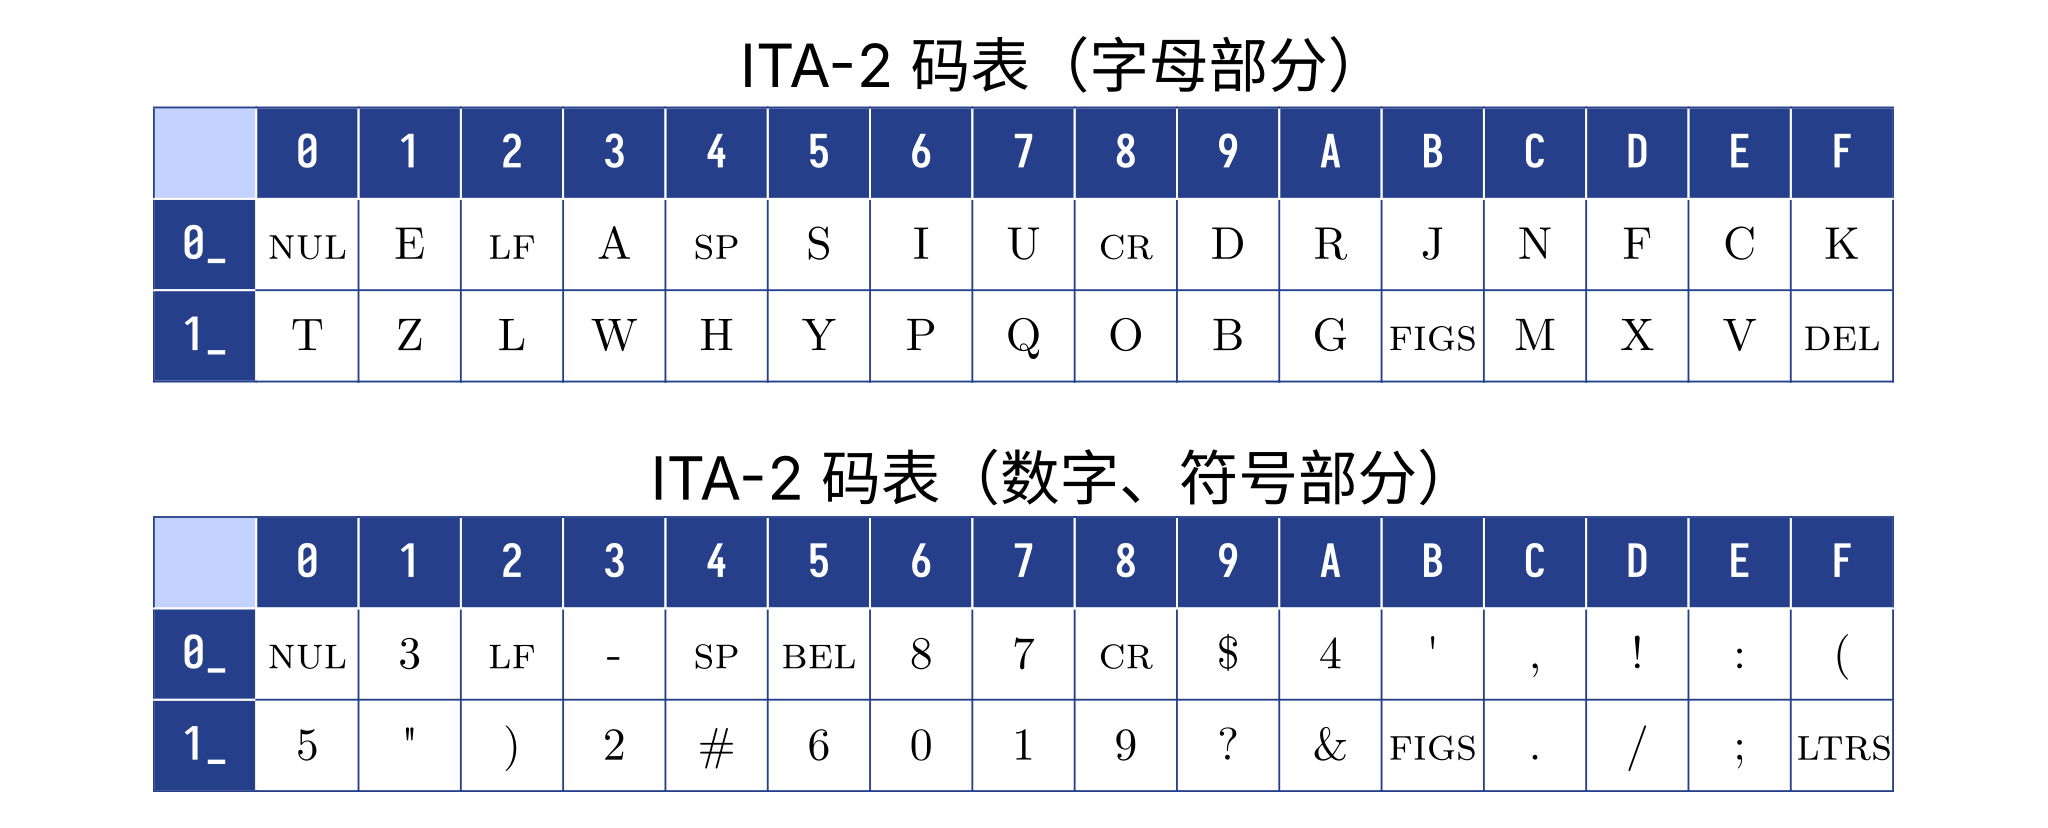 ITA-2 码表（字母部分）
0 1 2 3 4 5 6 7 8 9 A B C D E F
0_ NUL E LF A SP S I U CR D R J N F C K
1_ T Z L W H Y P Q O B G FIGS M X V DEL
ITA-2 码表（数字、符号部分）
0 1 2 3 4 5 6 7 8 9 A B C D E F
0_ NUL 3 LF - SP BEL 8 7 CR $ 4 ' , ! : (
1_ 5 " ) 2 # 6 0 1 9 ? & FIGS . / ; LTRS